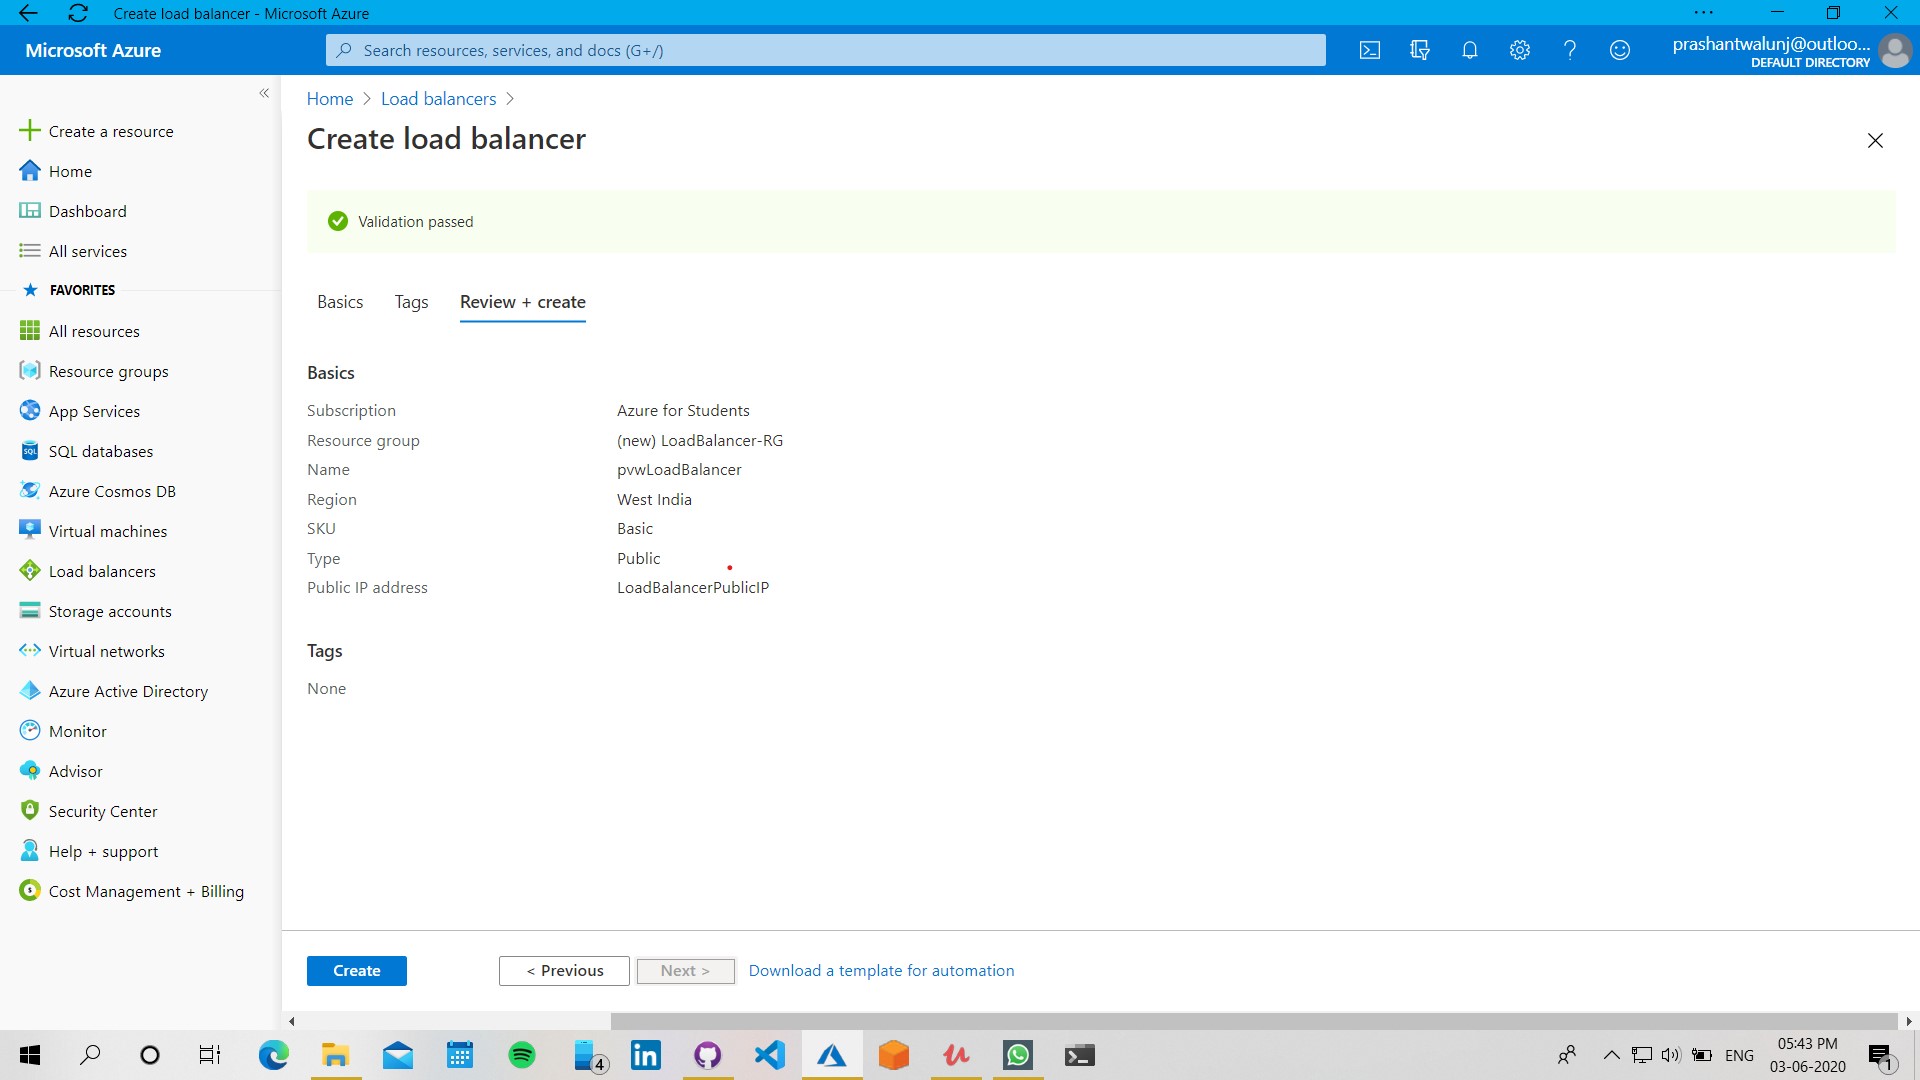 Create load balancer - Microsoft Azure
Microsoft Azure
Search resources, services, and docs (G+/)
prashantwalunj@outloo...
DEFAULT DIRECTORY
Create a resource
Home
Dashboard
All services
FAVORITES
All resources
Resource groups
App Services
SQL databases
Azure Cosmos DB
Virtual machines
Load balancers
Storage accounts
Virtual networks
Azure Active Directory
Monitor
Advisor
Security Center
Help + support
Cost Management + Billing
Home > Load balancers >
Create load balancer
Validation passed
Basics Tags Review + create
Basics
Subscription Azure for Students
Resource group (new) LoadBalancer-RG
Name pvwLoadBalancer
Region West India
SKU Basic
Type Public
Public IP address LoadBalancerPublicIP
Tags
None
Create < Previous Next > Download a template for automation
4
ENG
05:43 PM
03-06-2020
1